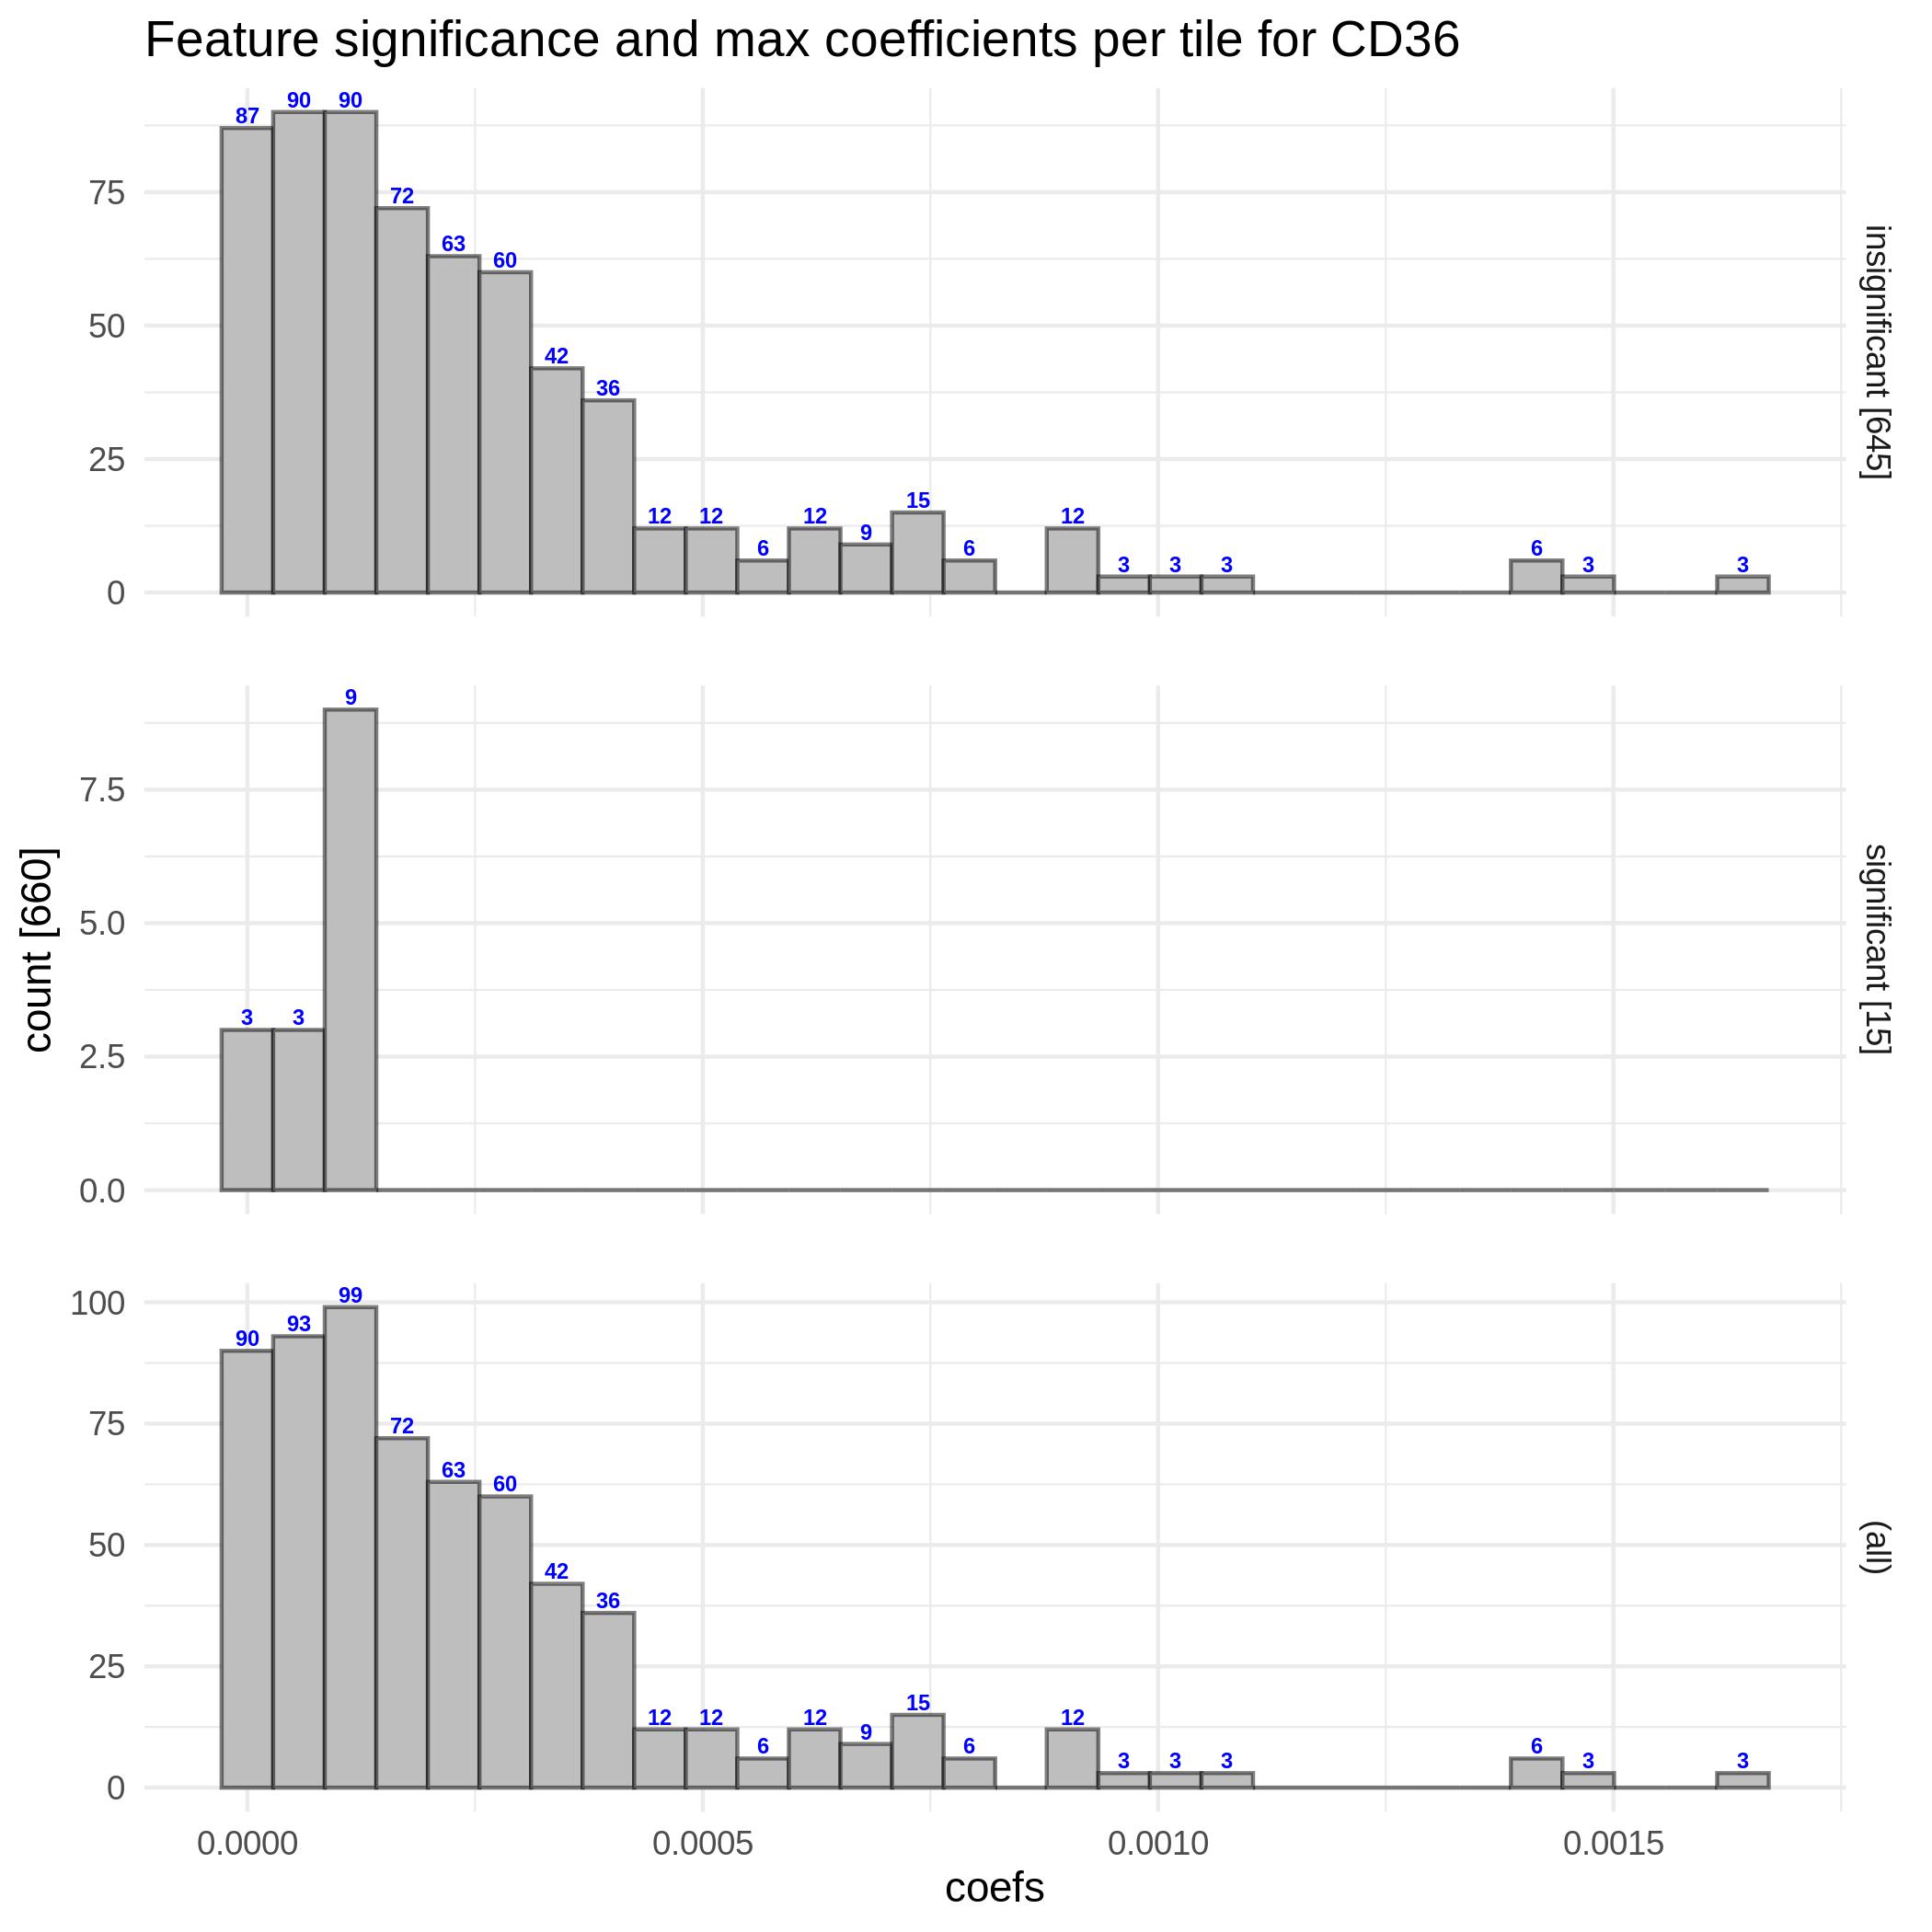 Feature significance and max coefficients per tile for CD36
87 90 90 72 63 60 42 36 12 12 6 12 9 15 6 12 3 3 3 6 3 3
75
50
25
0
insignificant [645]
9
3 3
7.5
5.0
2.5
0.0
significant [15]
count [660]
90 93 99 72 63 60 42 36 12 12 6 12 9 15 6 12 3 3 3 6 3 3
100
75
50
25
0
(all)
0.0000 0.0005 0.0010 0.0015
coefs